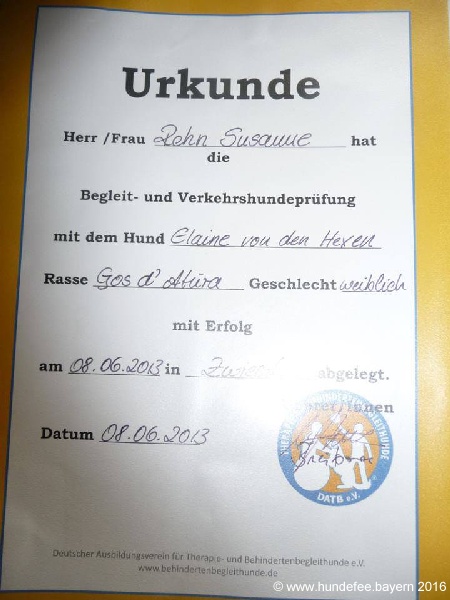 Urkunde
Herr /Frau Rehn Susanne hat
die
Begleit- und Verkehrshundeprüfung
mit dem Hund Elaine von den Hexen
Rasse Gos d'Atura Geschlecht weiblich
mit Erfolg
am 08.06.2013 in abgelegt.
/Innen
Datum 08.06.2013
DATB e.V.
Deutscher Ausbildungsverein für Therapie- und Behindertenbegleithunde e.V.
www.behindertenbegleithunde.de
© www.hundefee.bayern 2016